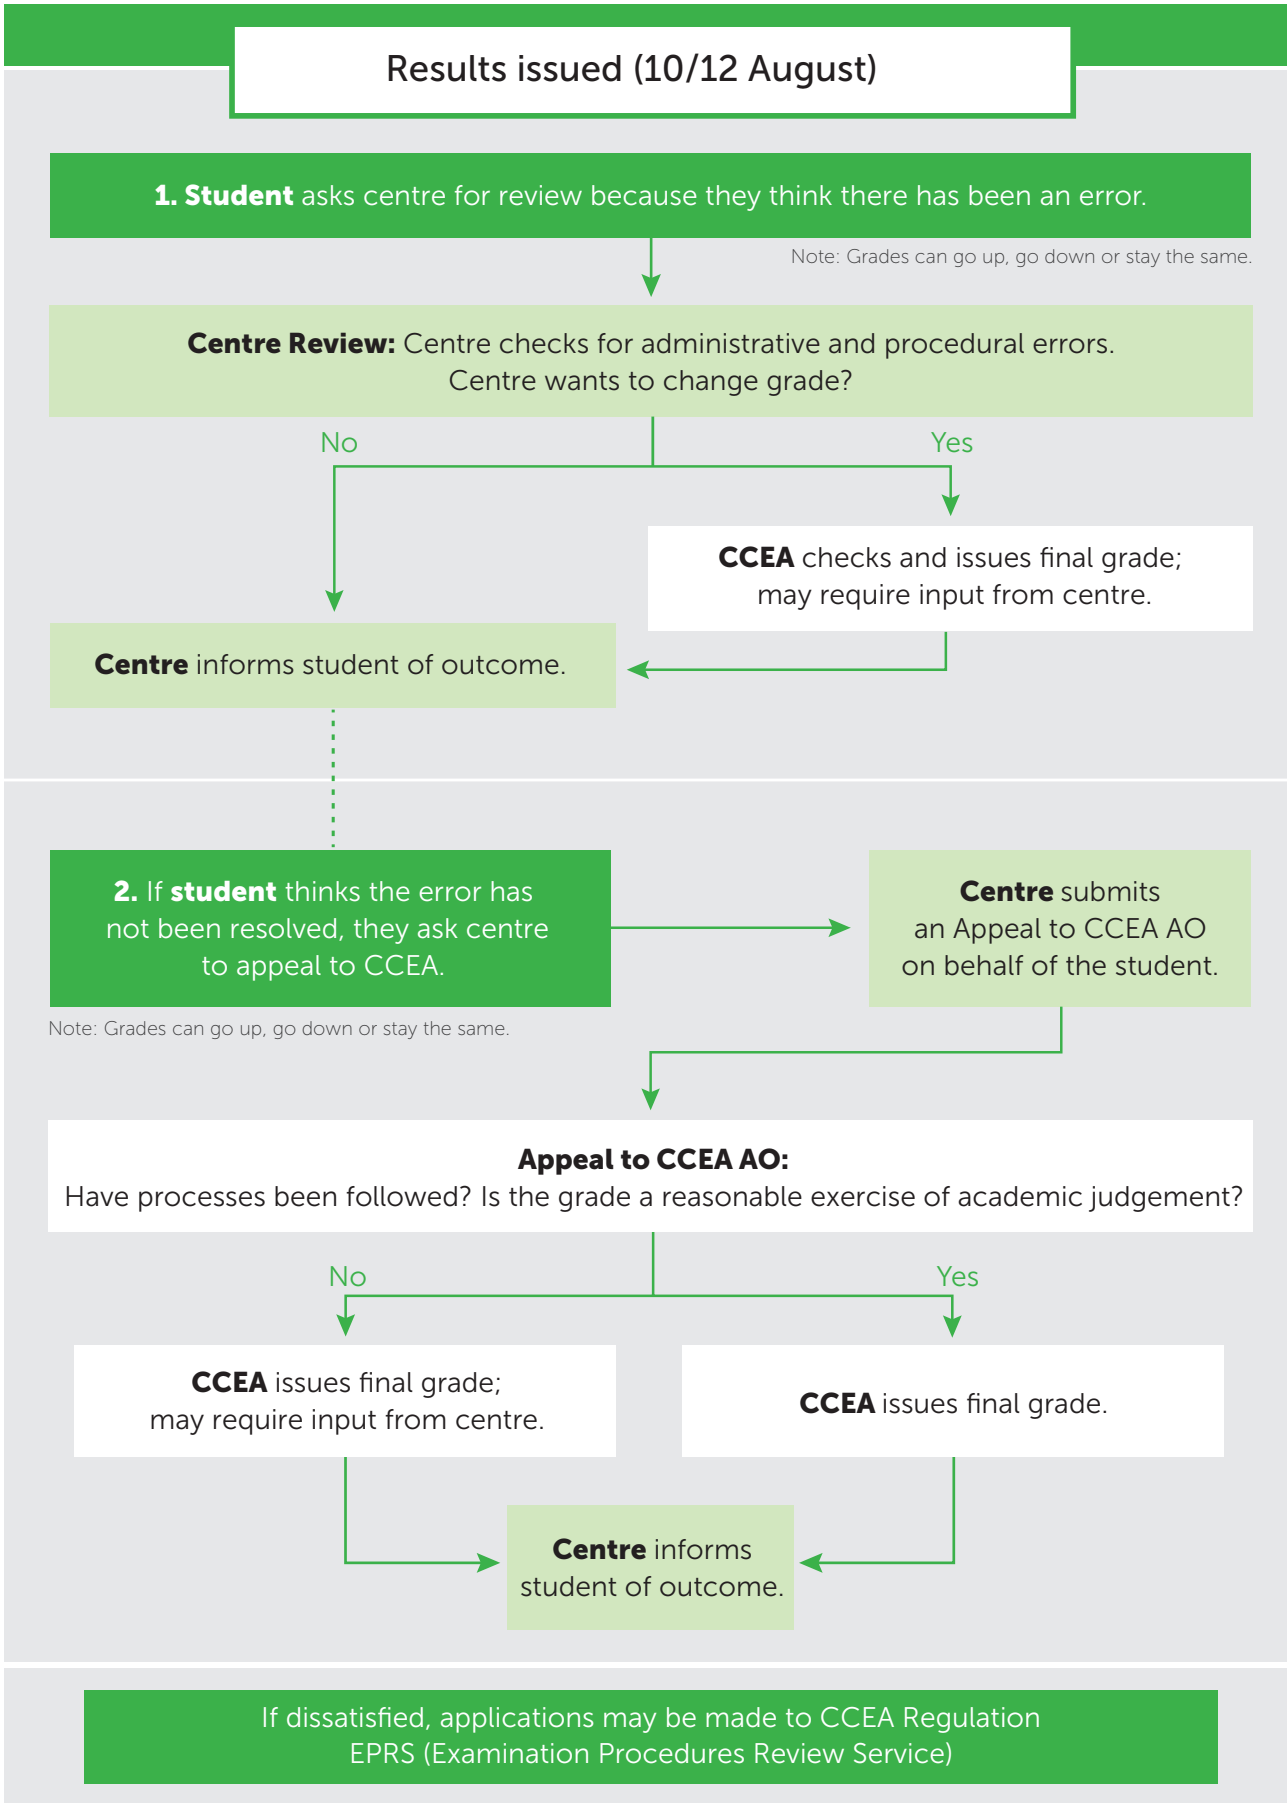 Results issued (10/12 August)
1. Student asks centre for review because they think there has been an error.
Note: Grades can go up, go down or stay the same.
Centre Review: Centre checks for administrative and procedural errors.
Centre wants to change grade?
No
Yes
CCEA checks and issues final grade;
may require input from centre.
Centre informs student of outcome.
2. If student thinks the error has
not been resolved, they ask centre
to appeal to CCEA.
Note: Grades can go up, go down or stay the same.
Centre submits
an Appeal to CCEA AO
on behalf of the student.
Appeal to CCEA AO:
Have processes been followed? Is the grade a reasonable exercise of academic judgement?
No
Yes
CCEA issues final grade;
may require input from centre.
CCEA issues final grade.
Centre informs
student of outcome.
If dissatisfied, applications may be made to CCEA Regulation
EPRS (Examination Procedures Review Service)